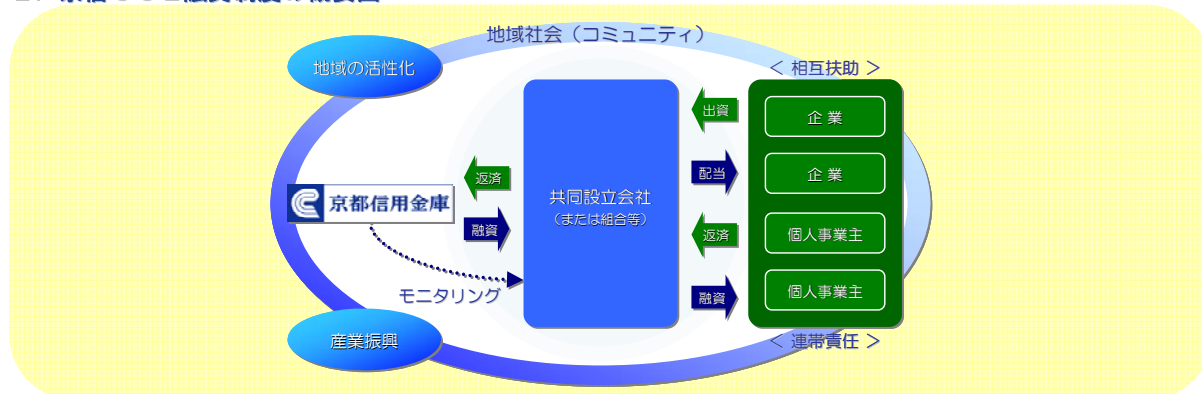 地域社会（コミュニティ）
地域の活性化
＜ 相互扶助 ＞
出資
企 業
配当
企 業
返済
共同設立会社
（または組合等）
京都信用金庫
融資
返済
個人事業主
融資
個人事業主
モニタリング
産業振興
＜ 連帯責任 ＞